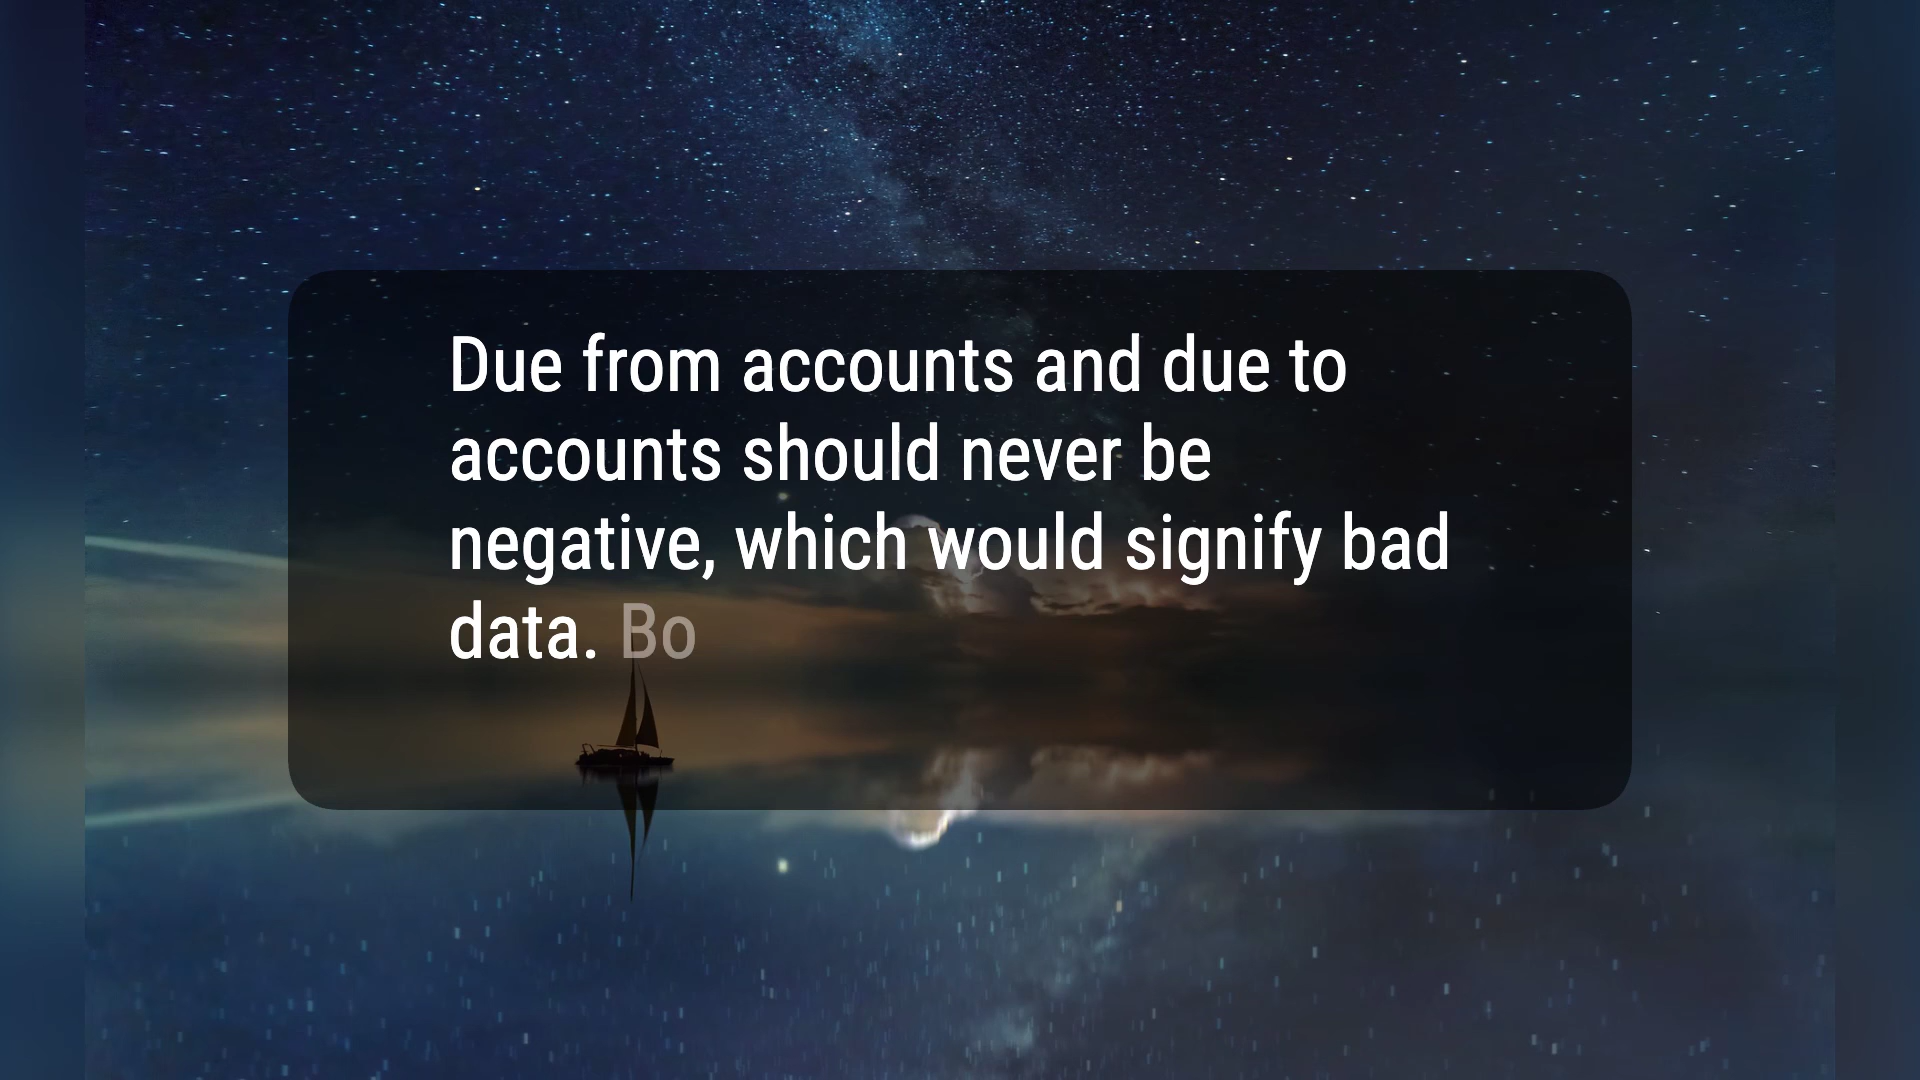 Due from accounts and due to
accounts should never be
negative, which would signify bad
data. Bo